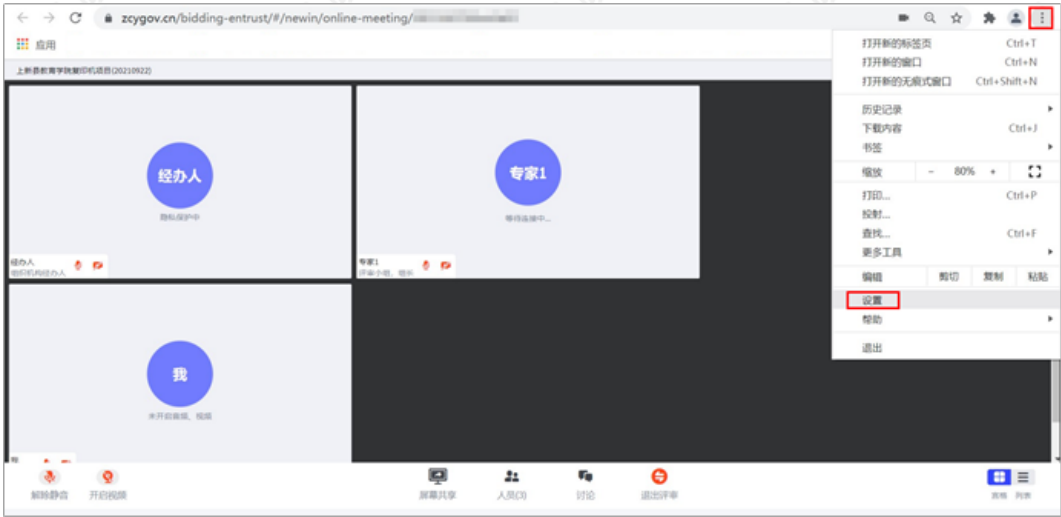 zcygov.cn/bidding-entrust/#/newin/online-meeting/
应用
上新县教育学院复印机项目(20210922)
经办人
隐私保护中
经办人
组织机构经办人
专家1
等待连接中...
专家1
评审小组、组长
我
未开启音频、视频
我
打开新的标签页 Ctrl+T
打开新的窗口 Ctrl+N
打开新的无痕式窗口 Ctrl+Shift+N
历史记录
下载内容 Ctrl+J
书签
缩放 - 80% +
打印... Ctrl+P
投射...
查找... Ctrl+F
更多工具
编辑 剪切 复制 粘贴
设置
帮助
退出
解除静音 开启视频 屏幕共享 人员(3) 讨论 退出评审 宫格 列表